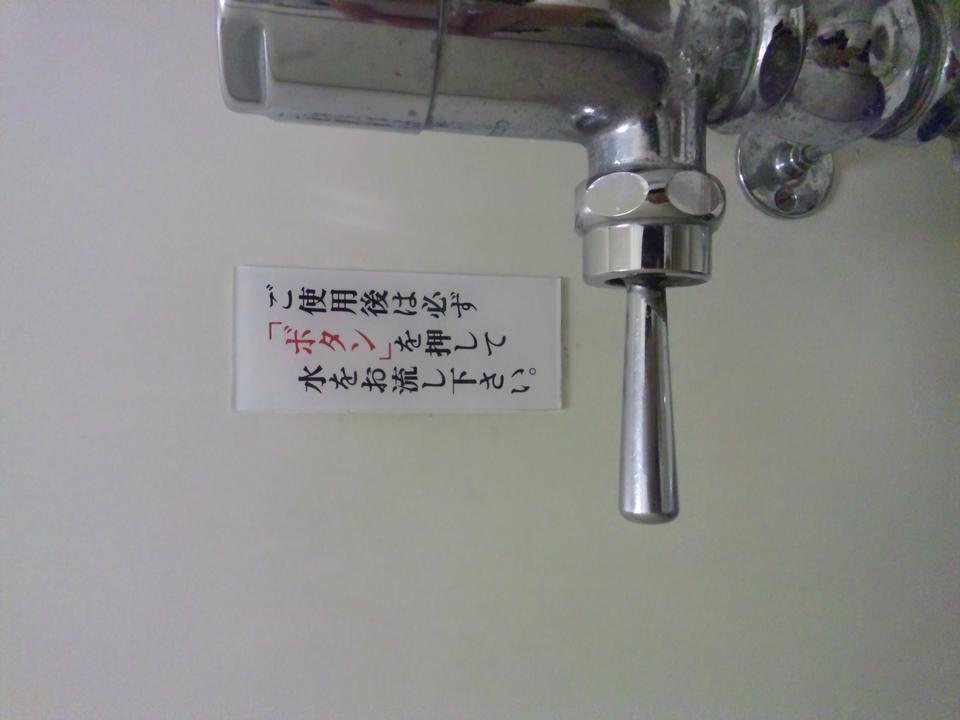 ご使用後は必ず
「ボタン」を押して
水をお流し下さい。